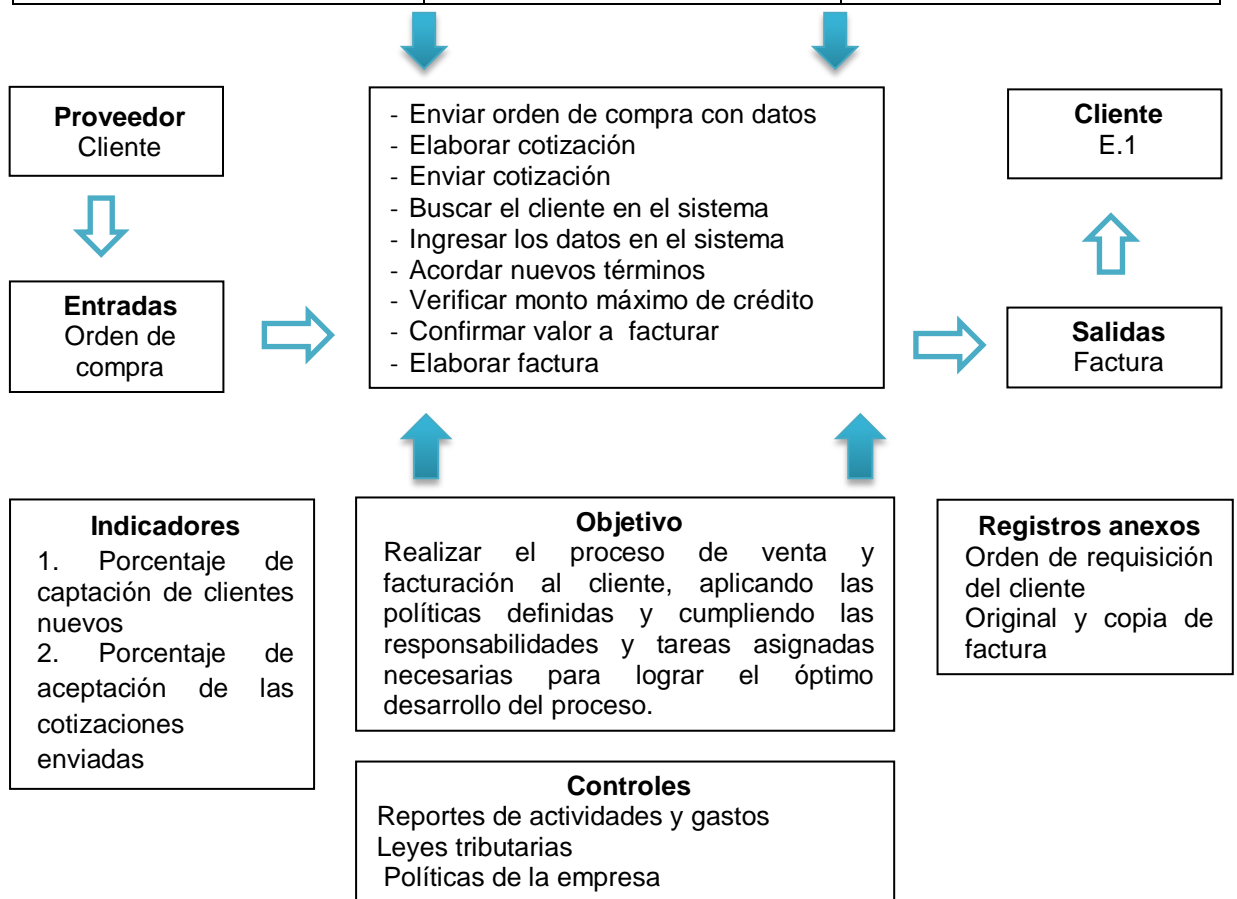 Proveedor
Cliente
Entradas
Orden de
compra
- Enviar orden de compra con datos
- Elaborar cotización
- Enviar cotización
- Buscar el cliente en el sistema
- Ingresar los datos en el sistema
- Acordar nuevos términos
- Verificar monto máximo de crédito
- Confirmar valor a facturar
- Elaborar factura
Cliente
E.1
Salidas
Factura
Indicadores
1. Porcentaje de
captación de clientes
nuevos
2. Porcentaje de
aceptación de las
cotizaciones
enviadas
Objetivo
Realizar el proceso de venta y
facturación al cliente, aplicando las
políticas definidas y cumpliendo las
responsabilidades y tareas asignadas
necesarias para lograr el óptimo
desarrollo del proceso.
Registros anexos
Orden de requisición
del cliente
Original y copia de
factura
Controles
Reportes de actividades y gastos
Leyes tributarias
Políticas de la empresa